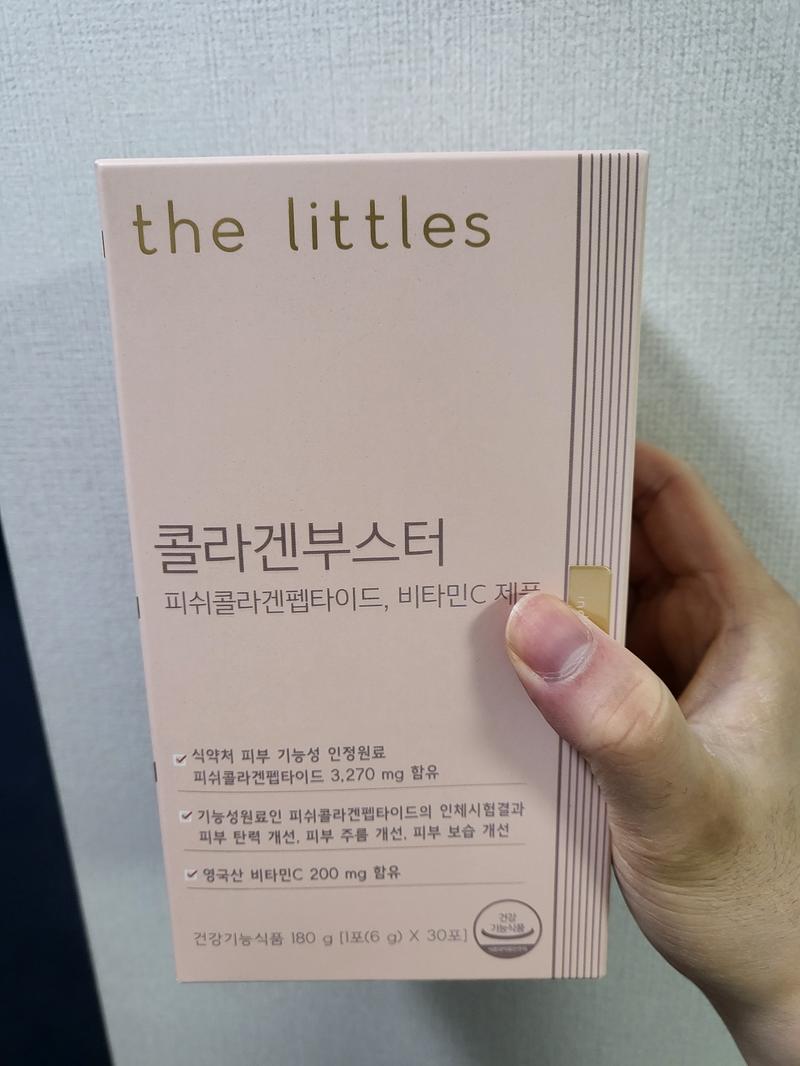 the littles
콜라겐부스터
피쉬콜라겐펩타이드, 비타민C 제품
식약처 피부 기능성 인정원료
피쉬콜라겐펩타이드 3,270 mg 함유
기능성원료인 피쉬콜라겐펩타이드의 인체시험결과
피부 탄력 개선, 피부 주름 개선, 피부 보습 개선
영국산 비타민C 200 mg 함유
건강기능식품 180 g [1포(6 g) X 30포]
건강
기능식품